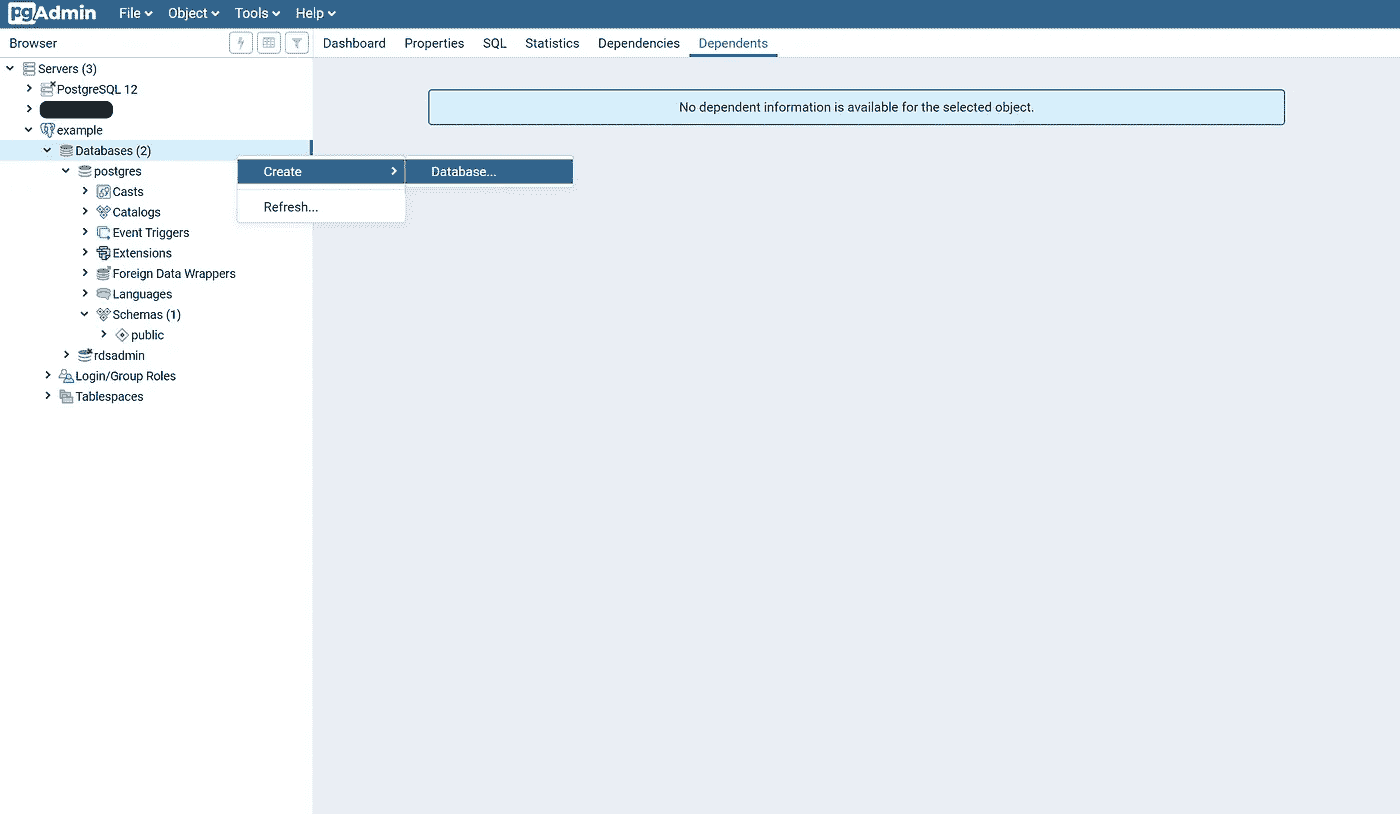 pgAdmin File Object Tools Help
Browser Dashboard Properties SQL Statistics Dependencies Dependents
Servers (3)
PostgreSQL 12
example
Databases (2)
postgres
Casts
Catalogs
Event Triggers
Extensions
Foreign Data Wrappers
Languages
Schemas (1)
public
rdsadmin
Login/Group Roles
Tablespaces
Create Database...
Refresh...
No dependent information is available for the selected object.